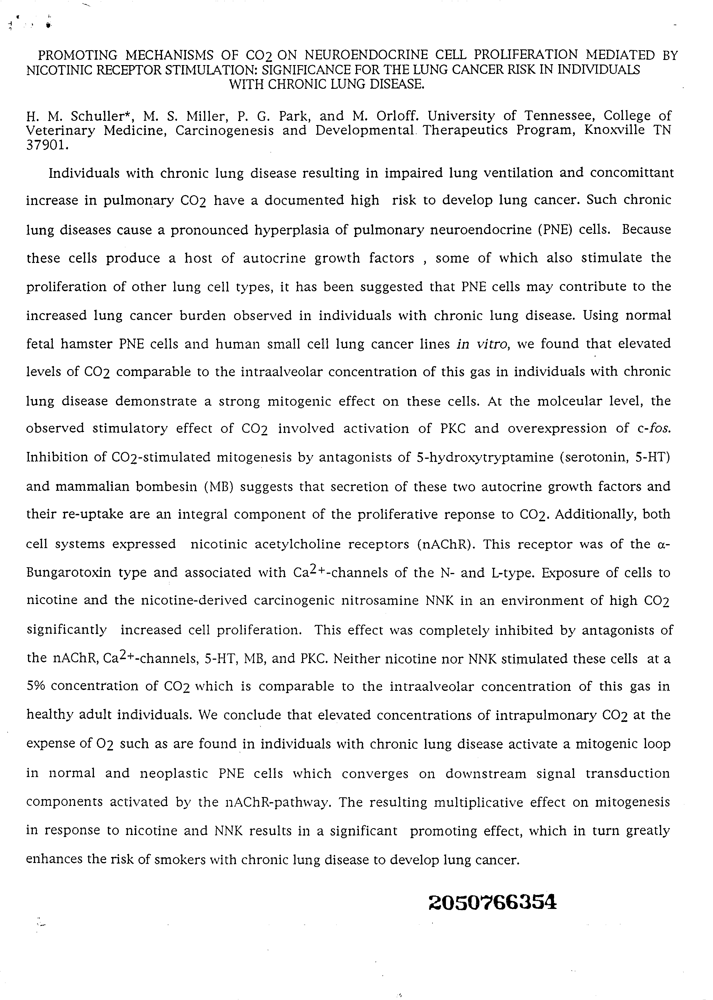 PROMOTING MECHANISMS OF CO2 ON NEUROENDOCRINE CELL PROLIFERATION MEDIATED BY
NICOTINIC RECEPTOR STIMULATION: SIGNIFICANCE FOR THE LUNG CANCER RISK IN INDIVIDUALS
WITH CHRONIC LUNG DISEASE.
H. M. Schuller*, M. S. Miller, P. G. Park, and M. Orloff. University of Tennessee, College of
Veterinary Medicine, Carcinogenesis and Developmental Therapeutics Program, Knoxville TN
37901.
Individuals with chronic lung disease resulting in impaired lung ventilation and concomittant
increase in pulmonary CO2 have a documented high risk to develop lung cancer. Such chronic
lung diseases cause a pronounced hyperplasia of pulmonary neuroendocrine (PNE) cells. Because
these cells produce a host of autocrine growth factors , some of which also stimulate the
proliferation of other lung cell types, it has been suggested that PNE cells may contribute to the
increased lung cancer burden observed in individuals with chronic lung disease. Using normal
fetal hamster PNE cells and human small cell lung cancer lines in vitro, we found that elevated
levels of CO2 comparable to the intraalveolar concentration of this gas in individuals with chronic
lung disease demonstrate a strong mitogenic effect on these cells. At the molceular level, the
observed stimulatory effect of CO2 involved activation of PKC and overexpression of c-fos.
Inhibition of CO2-stimulated mitogenesis by antagonists of 5-hydroxytryptamine (serotonin, 5-HT)
and mammalian bombesin (MB) suggests that secretion of these two autocrine growth factors and
their re-uptake are an integral component of the proliferative reponse to CO2. Additionally, both
cell systems expressed nicotinic acetylcholine receptors (nAChR). This receptor was of the α-
Bungarotoxin type and associated with Ca2+-channels of the N- and L-type. Exposure of cells to
nicotine and the nicotine-derived carcinogenic nitrosamine NNK in an environment of high CO2
significantly increased cell proliferation. This effect was completely inhibited by antagonists of
the nAChR, Ca2+-channels, 5-HT, MB, and PKC. Neither nicotine nor NNK stimulated these cells at a
5% concentration of CO2 which is comparable to the intraalveolar concentration of this gas in
healthy adult individuals. We conclude that elevated concentrations of intrapulmonary CO2 at the
expense of O2 such as are found in individuals with chronic lung disease activate a mitogenic loop
in normal and neoplastic PNE cells which converges on downstream signal transduction
components activated by the nAChR-pathway. The resulting multiplicative effect on mitogenesis
in response to nicotine and NNK results in a significant promoting effect, which in turn greatly
enhances the risk of smokers with chronic lung disease to develop lung cancer.
2050766354